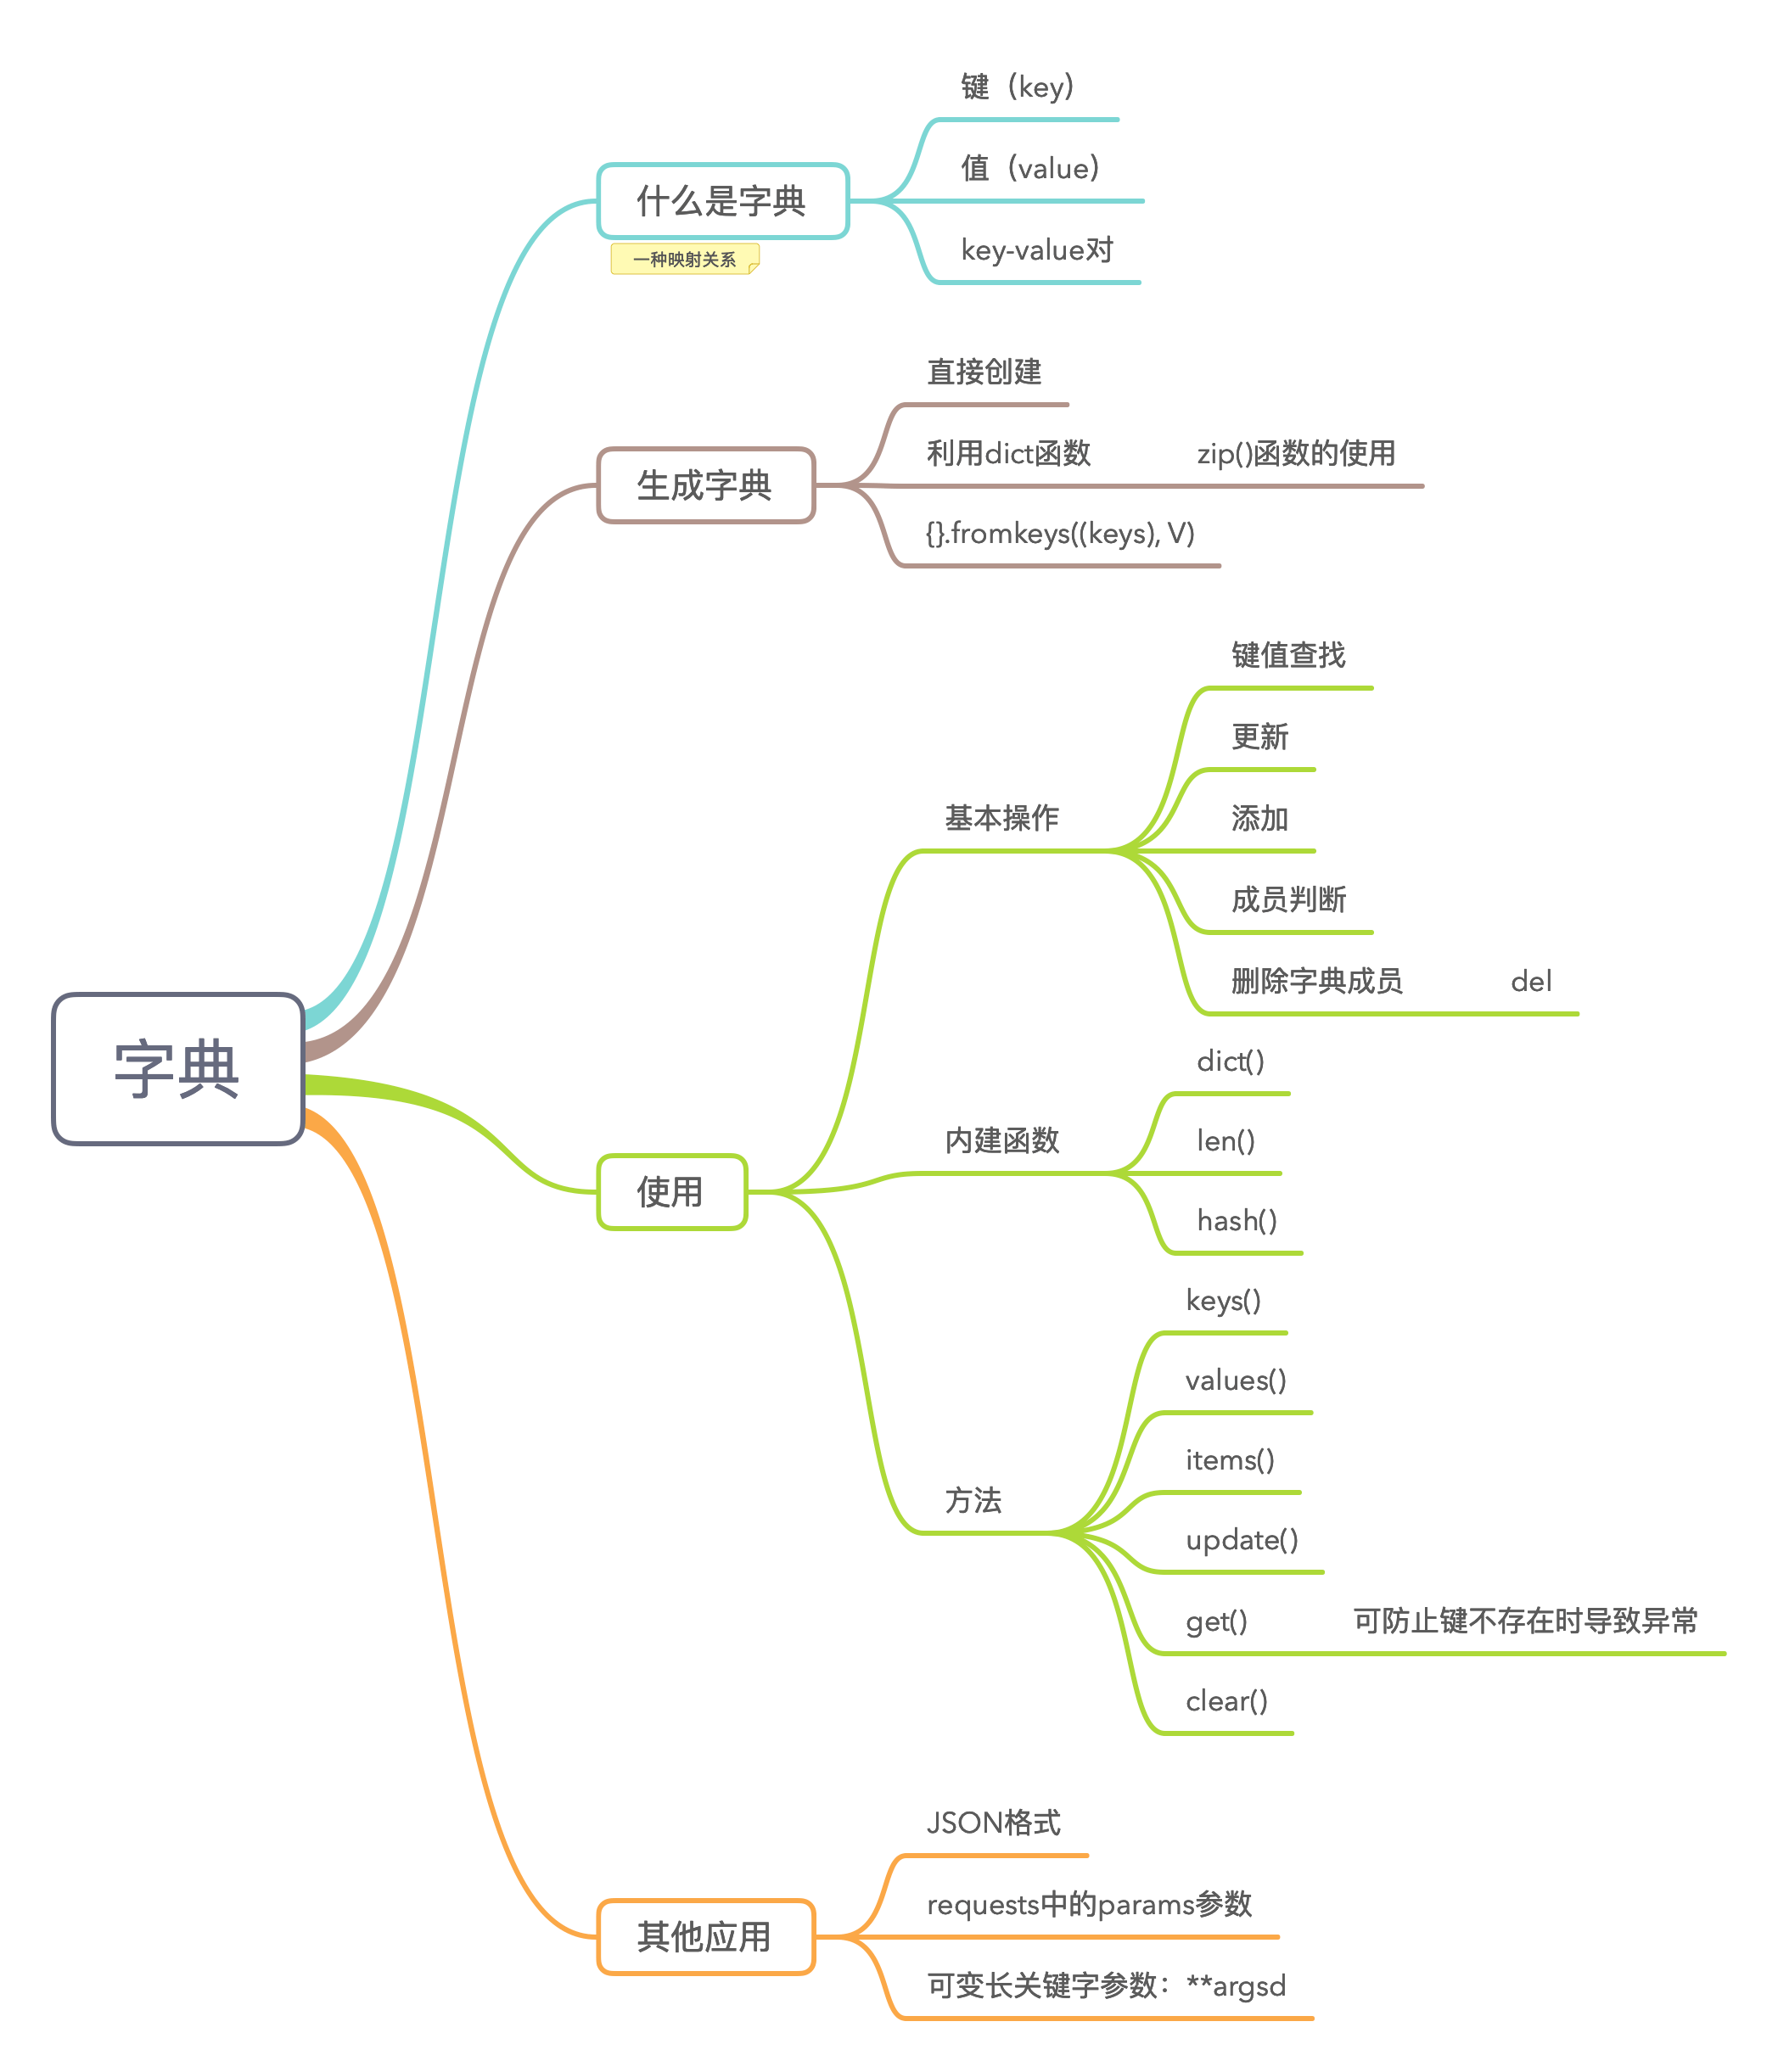 字典
什么是字典
一种映射关系
键（key）
值（value）
key-value对
生成字典
直接创建
利用dict函数
zip()函数的使用
{}.fromkeys((keys), V)
使用
基本操作
键值查找
更新
添加
成员判断
删除字典成员
del
内建函数
dict()
len()
hash()
方法
keys()
values()
items()
update()
get()
可防止键不存在时导致异常
clear()
其他应用
JSON格式
requests中的params参数
可变长关键字参数：**argsd